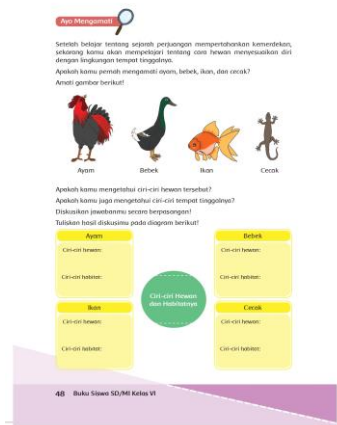 Ayo Mengamati
Setelah belajar tentang sejarah perjuangan mempertahankan kemerdekan,
sekarang kamu akan mempelajari tentang cara hewan menyesuaikan diri
dengan lingkungan tempat tinggalnya.
Apakah kamu pernah mengamati ayam, bebek, ikan, dan cecak?
Amati gambar berikut!
Ayam
Bebek
Ikan
Cecak
Apakah kamu mengetahui ciri-ciri hewan tersebut?
Apakah kamu juga mengetahui ciri-ciri tempat tinggalnya?
Diskusikan jawabanmu secara berpasangan!
Tuliskan hasil diskusimu pada diagram berikut!
Ayam
Ciri-ciri hewan:
Ciri-ciri habitat:
Bebek
Ciri-ciri hewan:
Ciri-ciri habitat:
Ciri-ciri Hewan
dan Habitatnya
Ikan
Ciri-ciri hewan:
Ciri-ciri habitat:
Cecak
Ciri-ciri hewan:
Ciri-ciri habitat:
48 Buku Siswa SD/MI Kelas VI